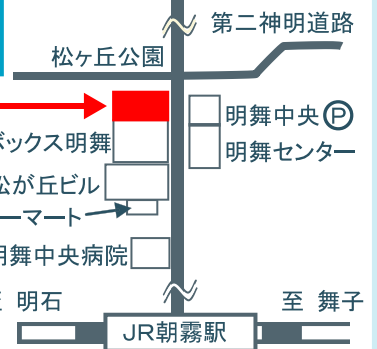 第二神明道路
松ヶ丘公園
明舞中央 P
ボックス明舞
明舞センター
松が丘ビル
ーマート
明舞中央病院
至 明石
至 舞子
JR朝霧駅